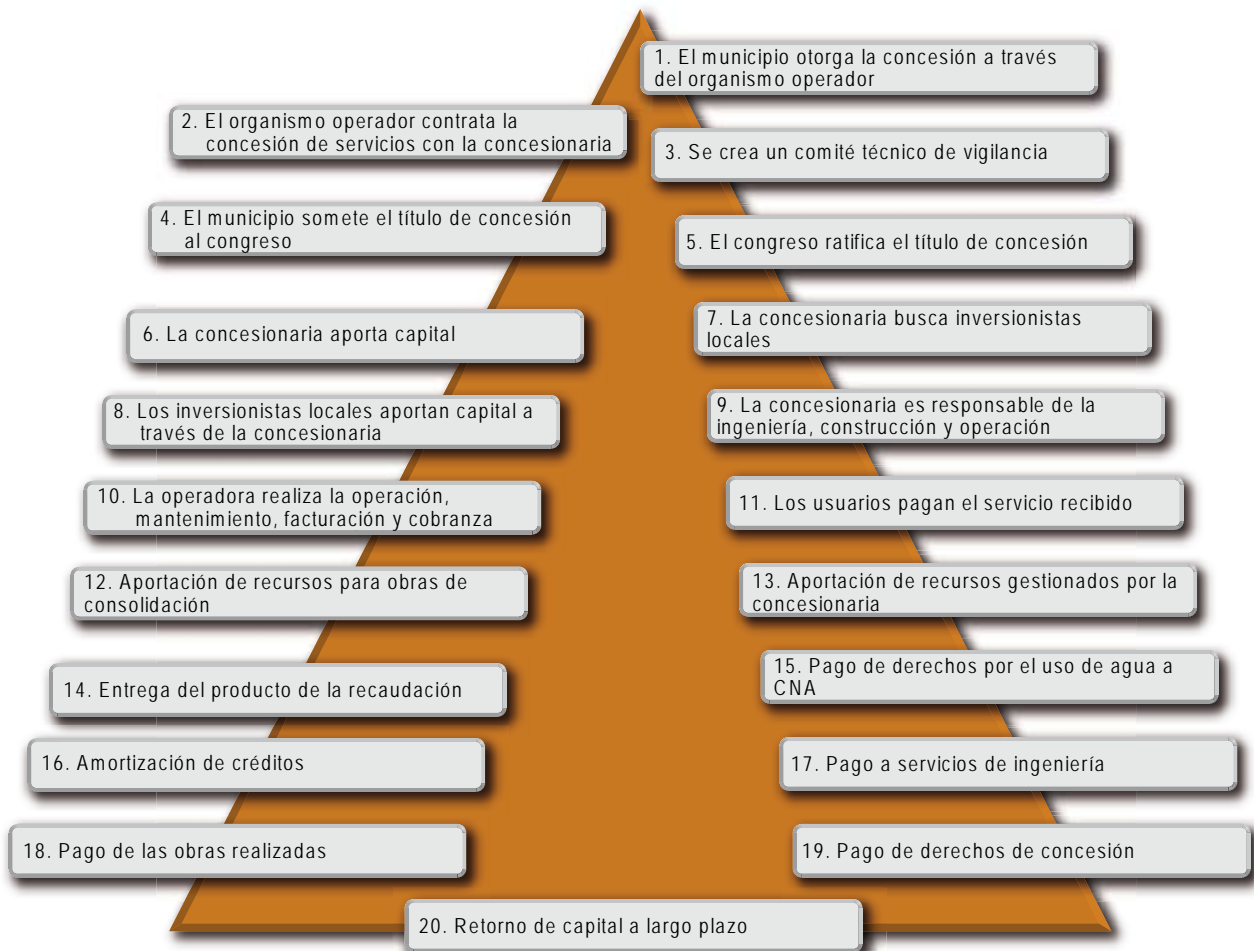 1. El municipio otorga la concesión a través
del organismo operador
2. El organismo operador contrata la
concesión de servicios con la concesionaria
3. Se crea un comité técnico de vigilancia
4. El municipio somete el título de concesión
al congreso
5. El congreso ratifica el título de concesión
6. La concesionaria aporta capital
7. La concesionaria busca inversionistas
locales
8. Los inversionistas locales aportan capital a
través de la concesionaria
9. La concesionaria es responsable de la
ingeniería, construcción y operación
10. La operadora realiza la operación,
mantenimiento, facturación y cobranza
11. Los usuarios pagan el servicio recibido
12. Aportación de recursos para obras de
consolidación
13. Aportación de recursos gestionados por la
concesionaria
14. Entrega del producto de la recaudación
15. Pago de derechos por el uso de agua a
CNA
16. Amortización de créditos
17. Pago a servicios de ingeniería
18. Pago de las obras realizadas
19. Pago de derechos de concesión
20. Retorno de capital a largo plazo